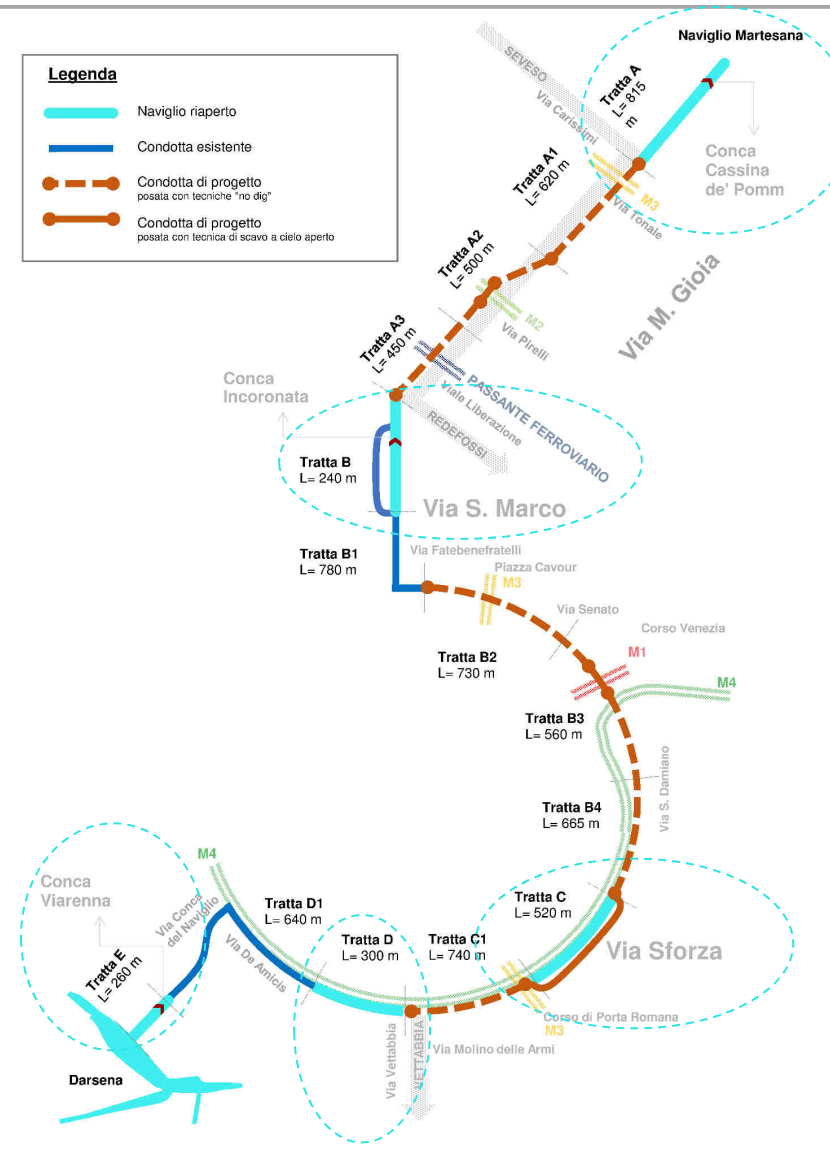 Naviglio Martesana
Legenda
Naviglio riaperto
Condotta esistente
Condotta di progetto
posata con tecniche "no dig"
Condotta di progetto
posata con tecnica di scavo a cielo aperto
SEVESO
Via Carissimi
Tratta A
L= 815
m
Conca
Cassina
de' Pomm
Tratta A1
L= 620 m
M3
Via Tonale
Tratta A2
L= 500 m
M2
Via Pirelli
Via M. Gioia
Tratta A3
L= 450 m
PASSANTE FERROVIARIO
Viale Liberazione
REDEFOSSI
Conca
Incoronata
Tratta B
L= 240 m
Via S. Marco
Tratta B1
L= 780 m
Via Fatebenefratelli
Piazza Cavour
M3
Via Senato
Corso Venezia
M1
Tratta B2
L= 730 m
M4
Tratta B3
L= 560 m
Via S. Damiano
Tratta B4
L= 665 m
M4
Conca
Viarenna
Via Conca
del Naviglio
Tratta D1
L= 640 m
Via De Amicis
Tratta D
L= 300 m
Tratta C1
L= 740 m
Tratta C
L= 520 m
Via Sforza
Tratta E
L= 260 m
Corso di Porta Romana
M3
Via Molino delle Armi
Via Vettabbia
VETTABBIA
Darsena